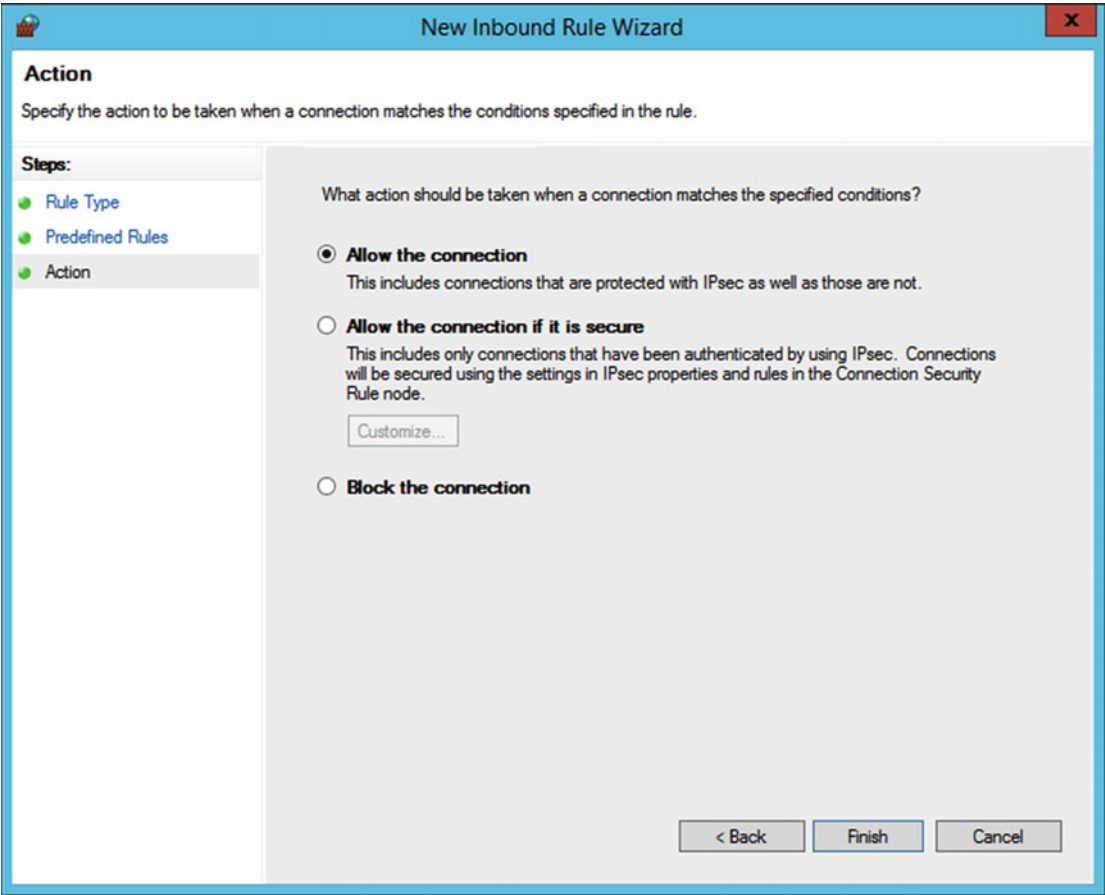 New Inbound Rule Wizard
x
Action
Specify the action to be taken when a connection matches the conditions specified in the rule.
Steps:
Rule Type
Predefined Rules
Action
What action should be taken when a connection matches the specified conditions?
Allow the connection
This includes connections that are protected with IPsec as well as those are not.
Allow the connection if it is secure
This includes only connections that have been authenticated by using IPsec. Connections
will be secured using the settings in IPsec properties and rules in the Connection Security
Rule node.
Customize...
Block the connection
< Back
Finish
Cancel